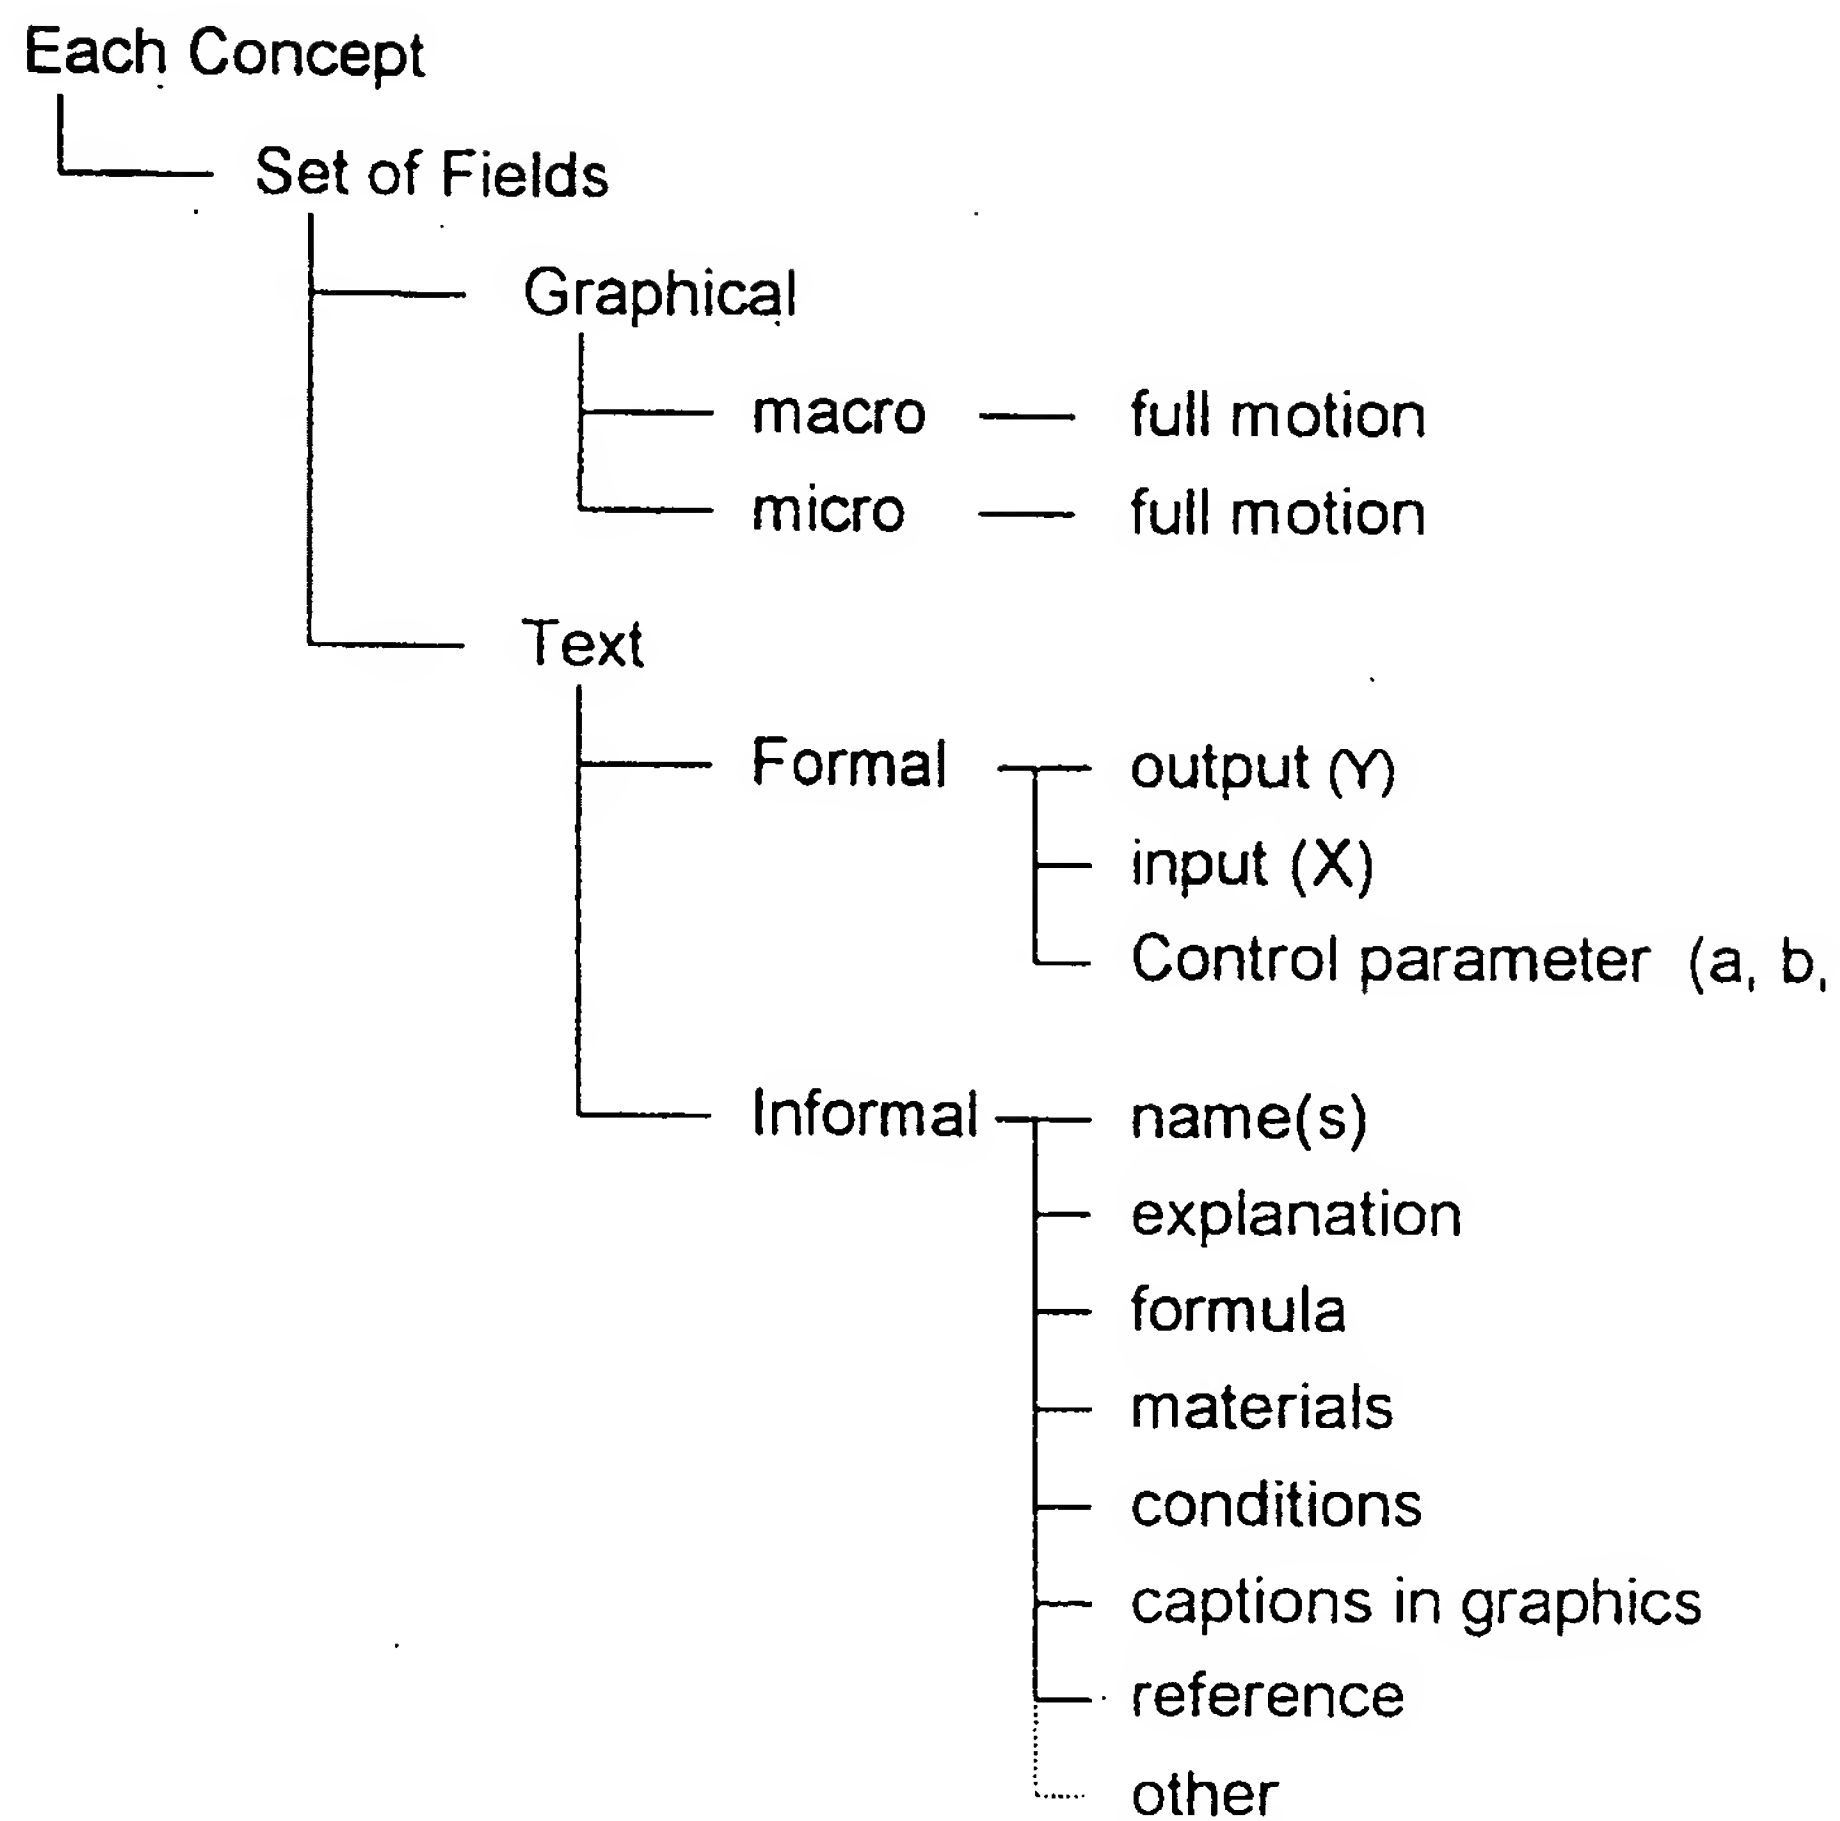 Each Concept
Set of Fields
Graphical
macro full motion
micro full motion
Text
Formal output (Y)
input (X)
Control parameter (a, b,
Informal name(s)
explanation
formula
materials
conditions
captions in graphics
reference
other